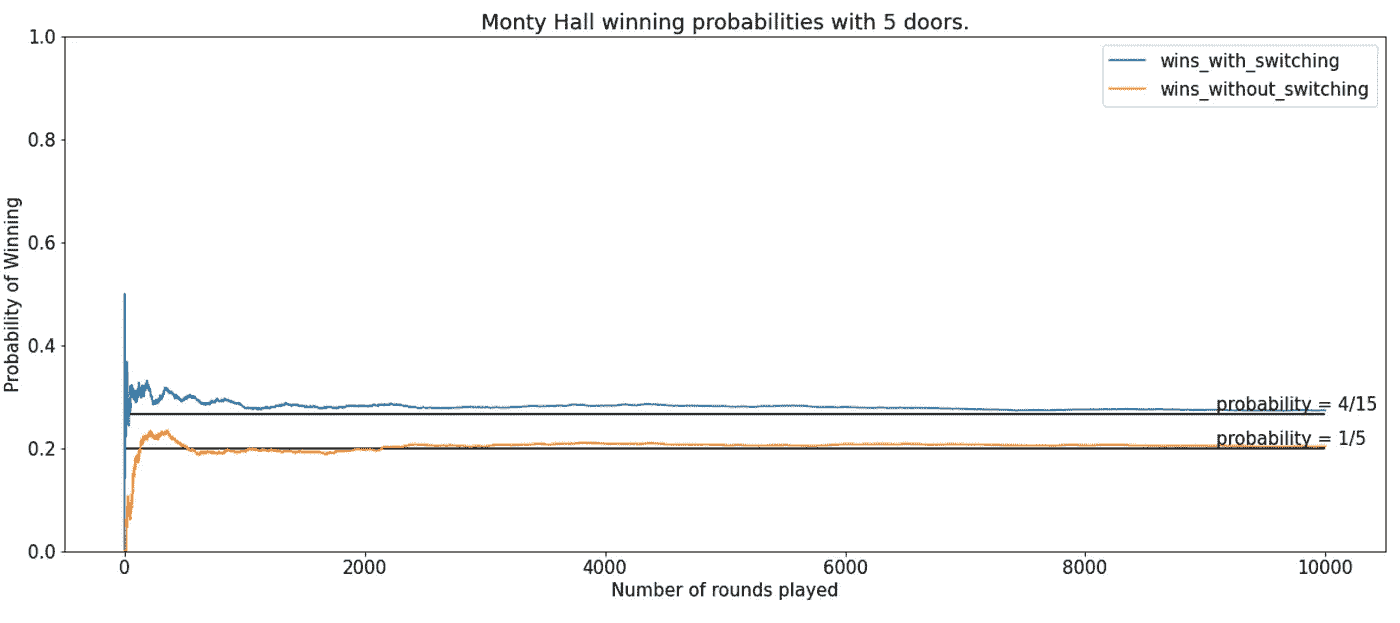 Monty Hall winning probabilities with 5 doors.
1.0
wins_with_switching
wins_without_switching
0.8
0.6
Probability of Winning
0.4
probability = 4/15
probability = 1/5
0.2
0.0
0 2000 4000 6000 8000 10000
Number of rounds played